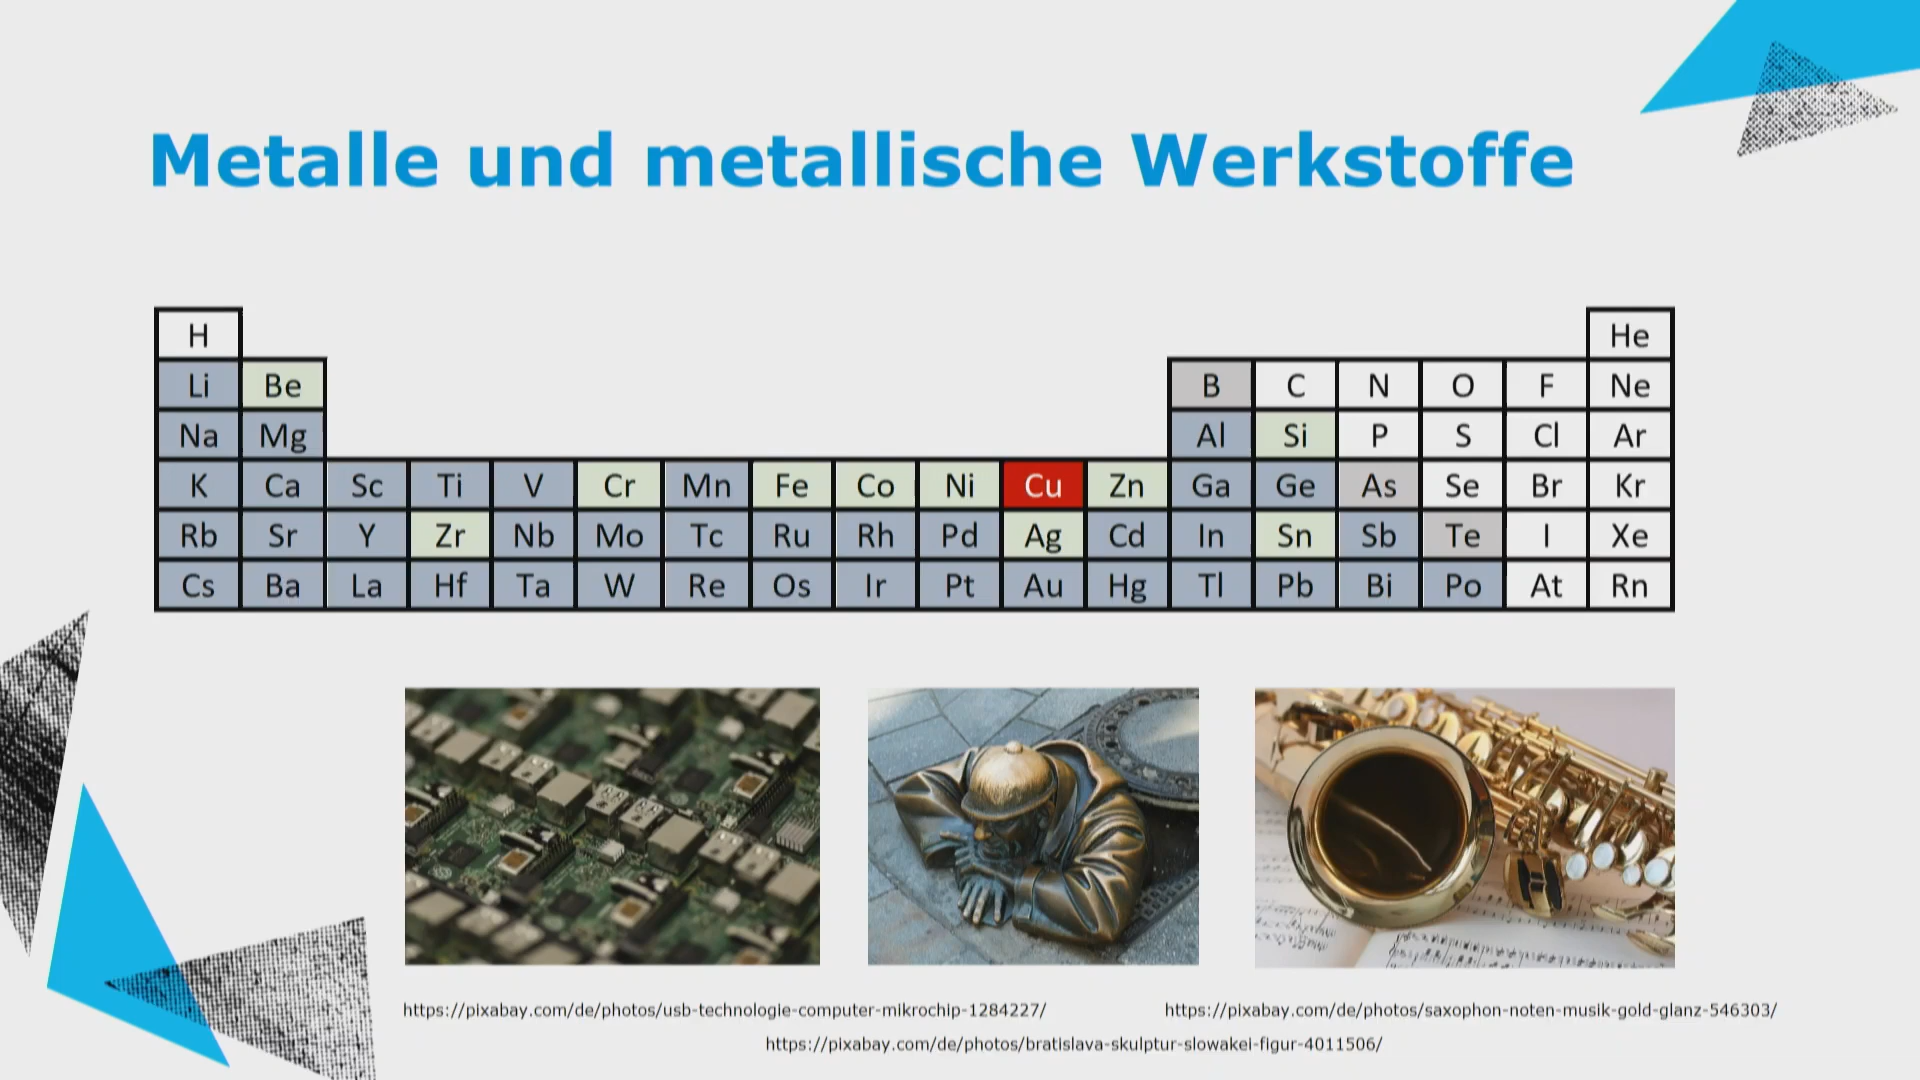 Metalle und metallische Werkstoffe
H He
Li Be B C N O F Ne
Na Mg Al Si P S Cl Ar
K Ca Sc Ti V Cr Mn Fe Co Ni Cu Zn Ga Ge As Se Br Kr
Rb Sr Y Zr Nb Mo Tc Ru Rh Pd Ag Cd In Sn Sb Te I Xe
Cs Ba La Hf Ta W Re Os Ir Pt Au Hg Tl Pb Bi Po At Rn
https://pixabay.com/de/photos/usb-technologie-computer-mikrochip-1284227/
https://pixabay.com/de/photos/saxophon-noten-musik-gold-glanz-546303/
https://pixabay.com/de/photos/bratislava-skulptur-slowakei-figur-4011506/